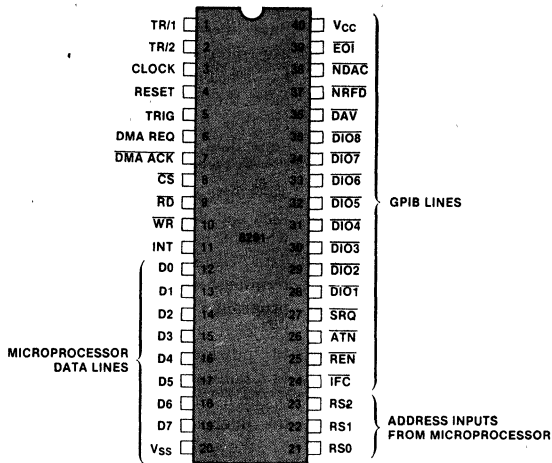 TR/1 1 40 VCC
TR/2 2 39 EOI
CLOCK 3 38 NDAC
RESET 4 37 NRFD
TRIG 5 36 DAV
DMA REQ 6 35 DIO8
DMA ACK 7 34 DIO7
CS 8 33 DIO6
RD 9 32 DIO5
GPIB LINES
WR 10 31 DIO4
INT 11 8291 30 DIO3
D0 12 29 DIO2
D1 13 28 DIO1
D2 14 27 SRQ
D3 15 26 ATN
MICROPROCESSOR
DATA LINES
D4 16 25 REN
D5 17 24 IFC
D6 18 23 RS2
D7 19 22 RS1
ADDRESS INPUTS
FROM MICROPROCESSOR
VSS 20 21 RS0